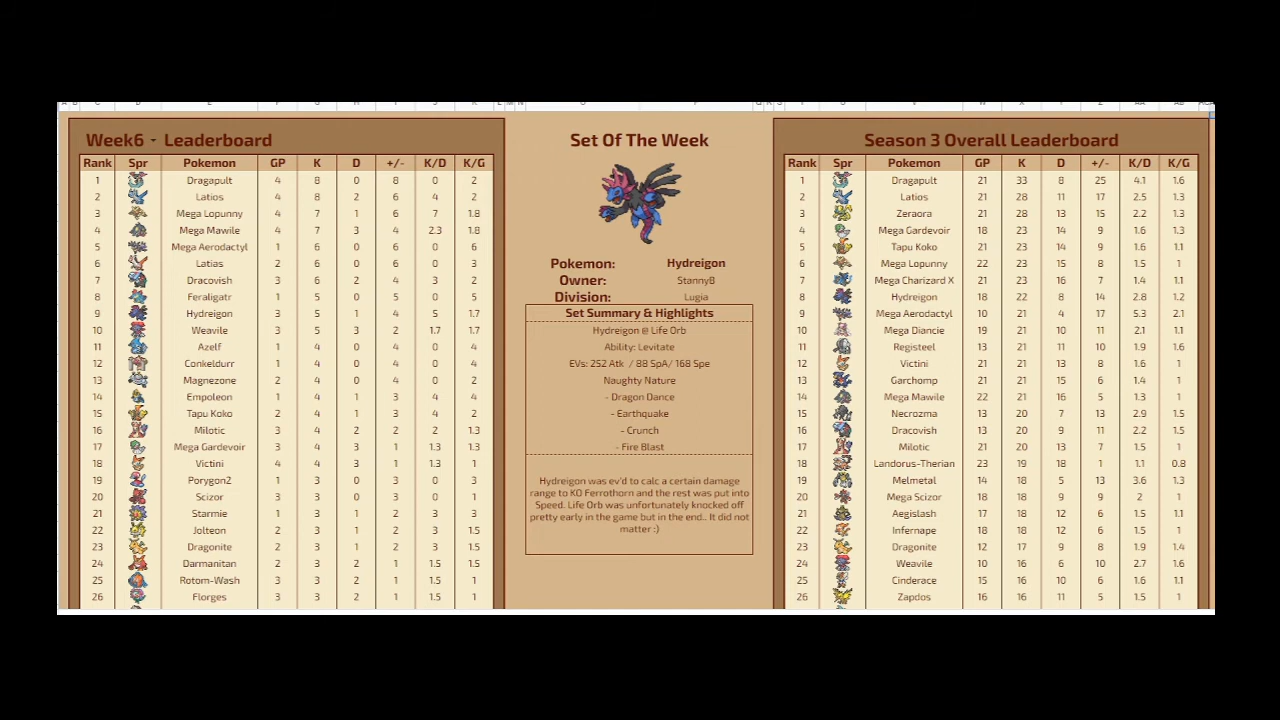 Week6 - Leaderboard
Rank Spr Pokemon GP K D +/- K/D K/G
1 Dragapult 4 8 0 8 0 2
2 Latios 4 8 2 6 4 2
3 Mega Lopunny 4 7 1 6 7 1.8
4 Mega Mawile 4 7 3 4 2.3 1.8
5 Mega Aerodactyl 1 6 0 6 0 6
6 Latias 2 6 0 6 0 3
7 Dracovish 3 6 2 4 3 2
8 Feraligatr 1 5 0 5 0 5
9 Hydreigon 3 5 1 4 5 1.7
10 Weavile 3 5 3 2 1.7 1.7
11 Azelf 1 4 0 4 0 4
12 Conkeldurr 1 4 0 4 0 4
13 Magnezone 2 4 0 4 0 2
14 Empoleon 1 4 1 3 4 4
15 Tapu Koko 2 4 1 3 4 2
16 Milotic 3 4 2 2 2 1.3
17 Mega Gardevoir 3 4 3 1 1.3 1.3
18 Victini 4 4 3 1 1.3 1
19 Porygon2 1 3 0 3 0 3
20 Scizor 3 3 0 3 0 1
21 Starmie 1 3 1 2 3 3
22 Jolteon 2 3 1 2 3 1.5
23 Dragonite 2 3 1 2 3 1.5
24 Darmanitan 2 3 2 1 1.5 1.5
25 Rotom-Wash 3 3 2 1 1.5 1
26 Florges 3 3 2 1 1.5 1
Set Of The Week
Pokemon: Hydreigon
Owner: StannyB
Division: Lugia
Set Summary & Highlights
Hydreigon @ Life Orb
Ability: Levitate
EVs: 252 Atk / 88 SpA/ 168 Spe
Naughty Nature
- Dragon Dance
- Earthquake
- Crunch
- Fire Blast
Hydreigon was ev'd to calc a certain damage
range to KO Ferrothorn and the rest was put into
Speed. Life Orb was unfortunately knocked off
pretty early in the game but in the end.. It did not
matter :)
Season 3 Overall Leaderboard
Rank Spr Pokemon GP K D +/- K/D K/G
1 Dragapult 21 33 8 25 4.1 1.6
2 Latios 21 28 11 17 2.5 1.3
3 Zeraora 21 28 13 15 2.2 1.3
4 Mega Gardevoir 18 23 14 9 1.6 1.3
5 Tapu Koko 21 23 14 9 1.6 1.1
6 Mega Lopunny 22 23 15 8 1.5 1
7 Mega Charizard X 21 23 16 7 1.4 1.1
8 Hydreigon 18 22 8 14 2.8 1.2
9 Mega Aerodactyl 10 21 4 17 5.3 2.1
10 Mega Diancie 19 21 10 11 2.1 1.1
11 Registeel 13 21 11 10 1.9 1.6
12 Victini 21 21 13 8 1.6 1
13 Garchomp 21 21 15 6 1.4 1
14 Mega Mawile 22 21 16 5 1.3 1
15 Necrozma 13 20 7 13 2.9 1.5
16 Dracovish 13 20 9 11 2.2 1.5
17 Milotic 21 20 13 7 1.5 1
18 Landorus-Therian 23 19 18 1 1.1 0.8
19 Melmetal 14 18 5 13 3.6 1.3
20 Mega Scizor 18 18 9 9 2 1
21 Aegislash 17 18 12 6 1.5 1.1
22 Infernape 18 18 12 6 1.5 1
23 Dragonite 12 17 9 8 1.9 1.4
24 Weavile 10 16 6 10 2.7 1.6
25 Cinderace 15 16 10 6 1.6 1.1
26 Zapdos 16 16 11 5 1.5 1